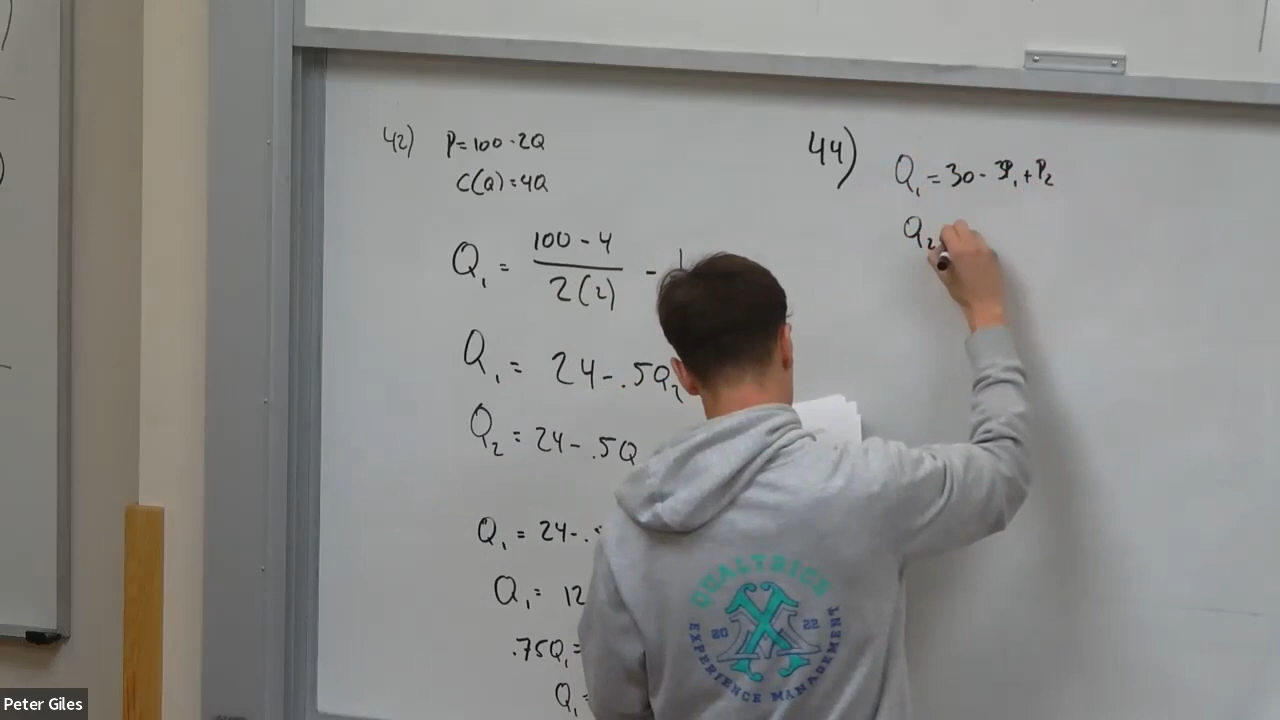 42) P=100-2Q
C(Q)=4Q
Q₁ = 100-4 / 2(2) -
Q₁ = 24-.5Q₂
Q₂ = 24-.5Q
Q₁ = 24-.
Q₁ = 12
.75Q₁ =
Q₁ =
44) Q₁ = 30-3P₁+P₂
Q₂
QUALTRICS
20 X 22
EXPERIENCE MANAGEMENT
Peter Giles